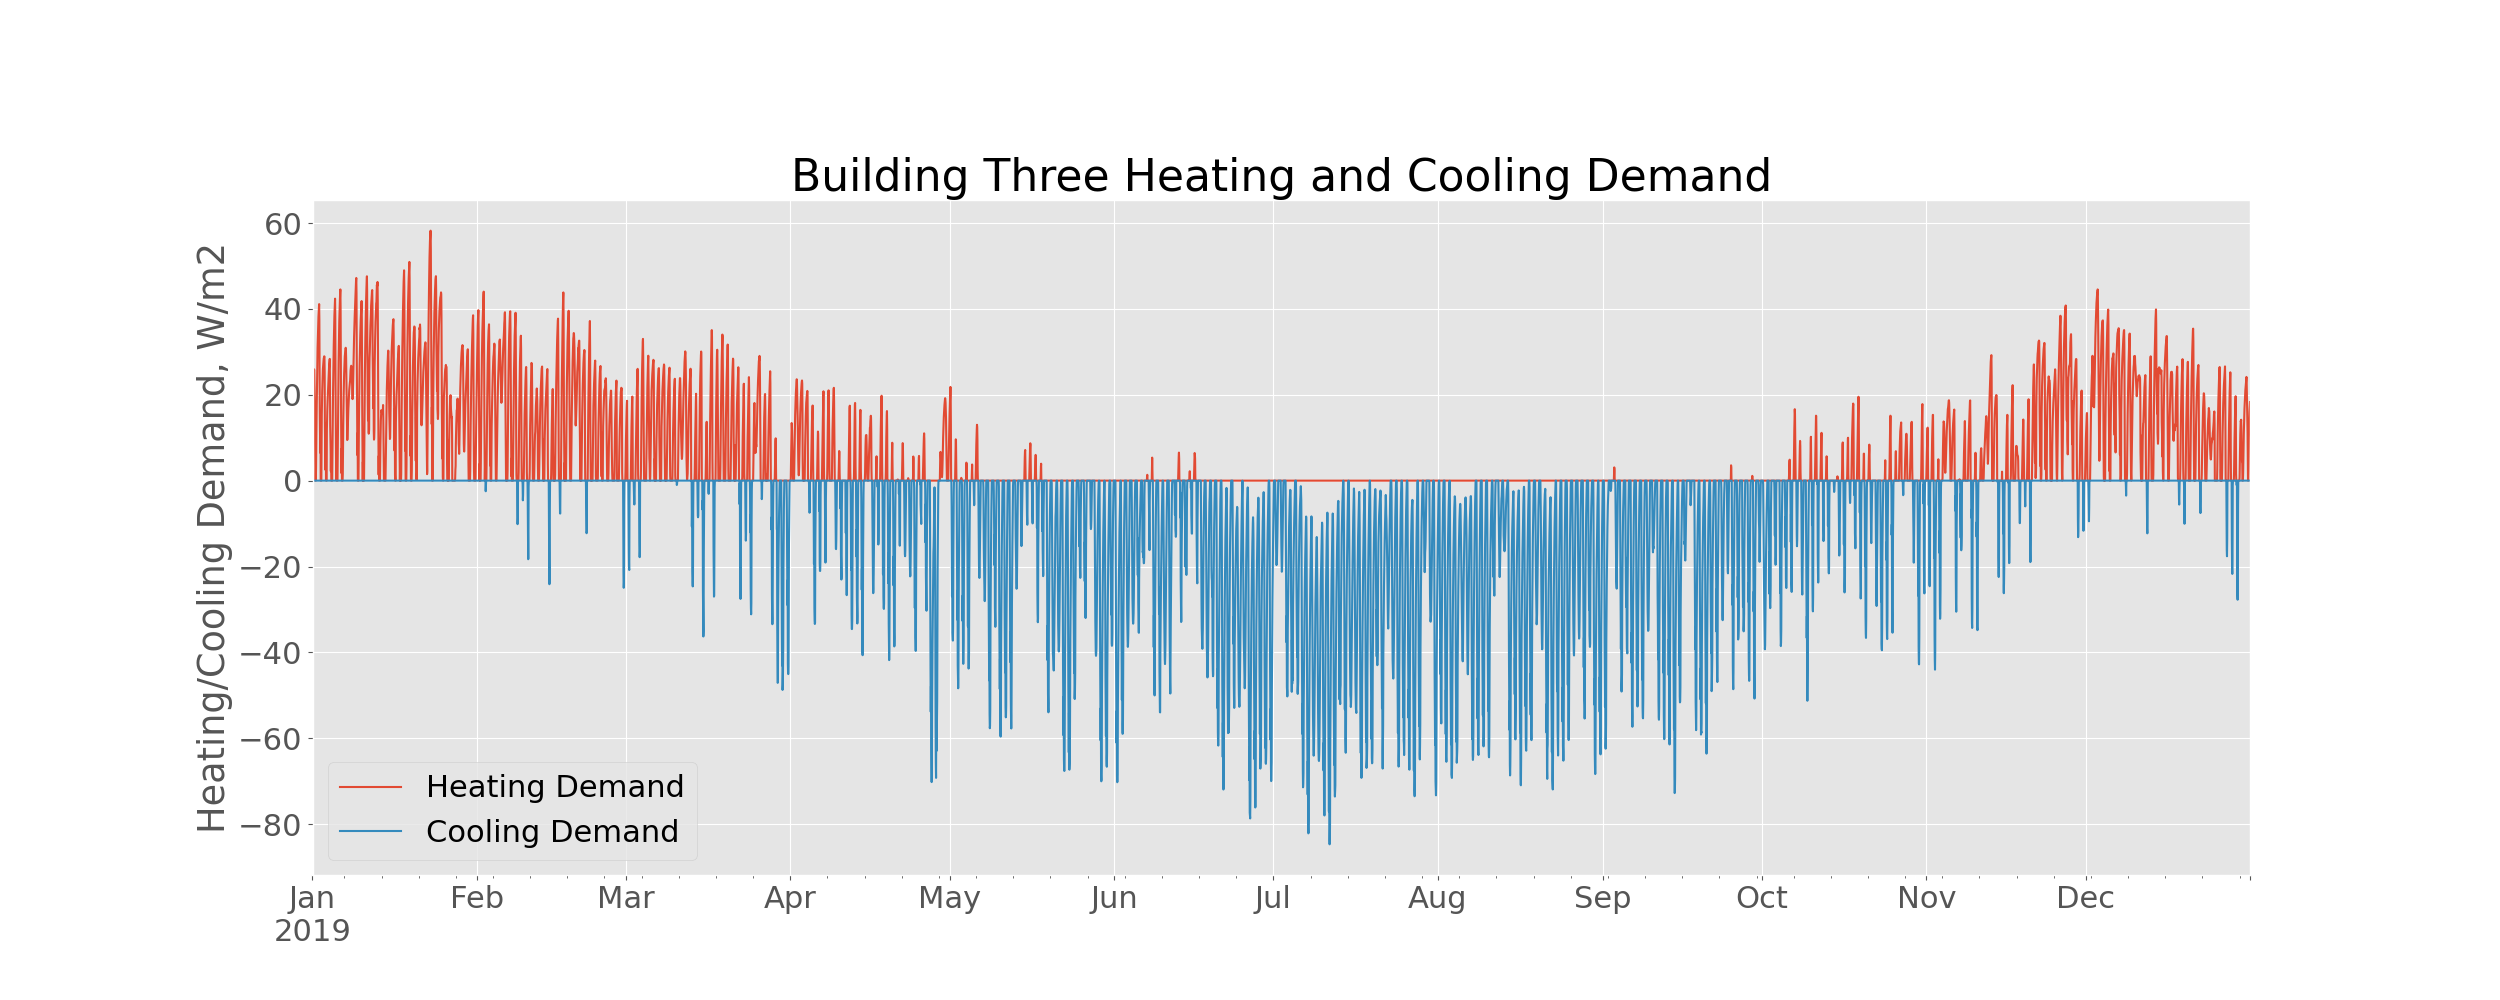 Building Three Heating and Cooling Demand
Heating/Cooling Demand, W/m2
60
40
20
0
−20
−40
−60
−80
Heating Demand
Cooling Demand
Jan Feb Mar Apr May Jun Jul Aug Sep Oct Nov Dec
2019